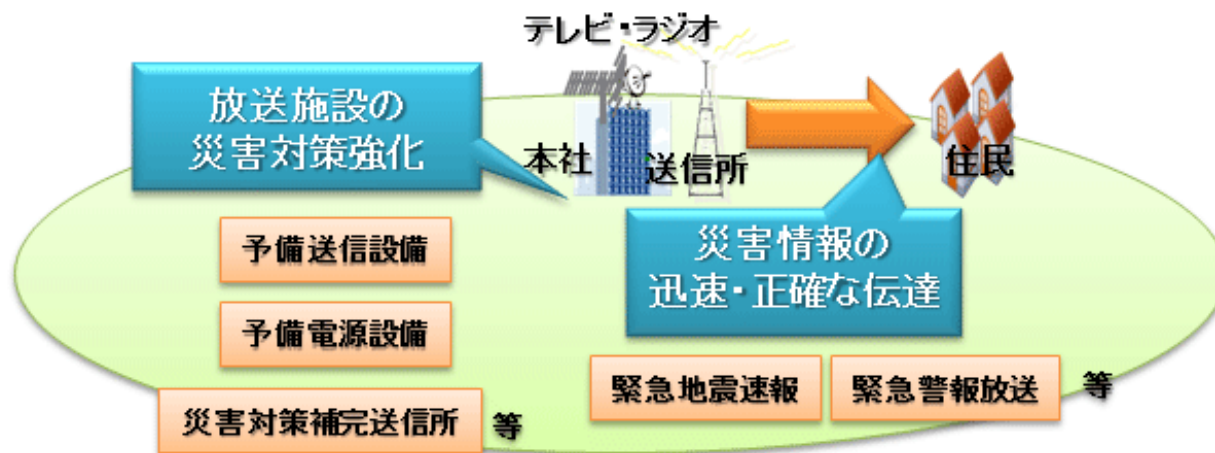 テレビ・ラジオ
放送施設の
災害対策強化
本社
送信所
住民
予備送信設備
予備電源設備
災害対策補完送信所 等
災害情報の
迅速・正確な伝達
緊急地震速報
緊急警報放送 等